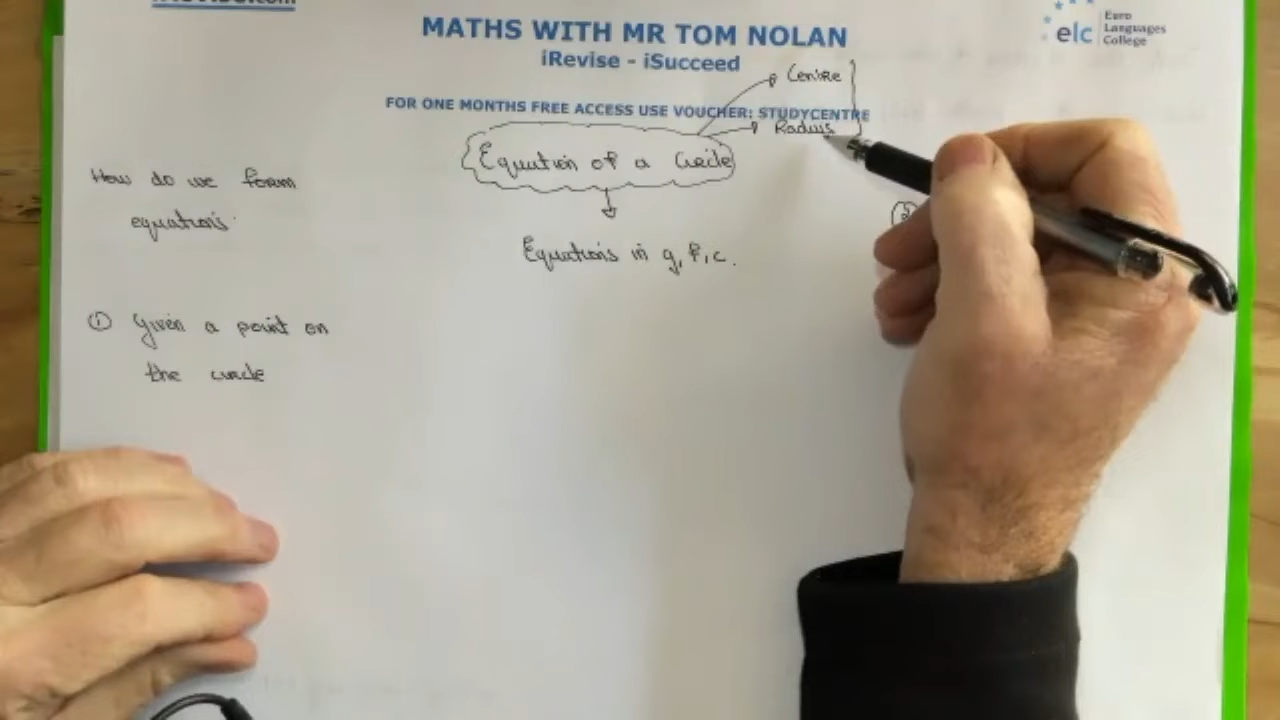 MATHS WITH MR TOM NOLAN
iRevise - iSucceed
elc
Euro
Languages
College
FOR ONE MONTHS FREE ACCESS USE VOUCHER: STUDYCENTRE
Centre
Radius
Equation of a Circle
How do we form
equations.
Equations in g, f, c.
① Given a point on
the circle
②